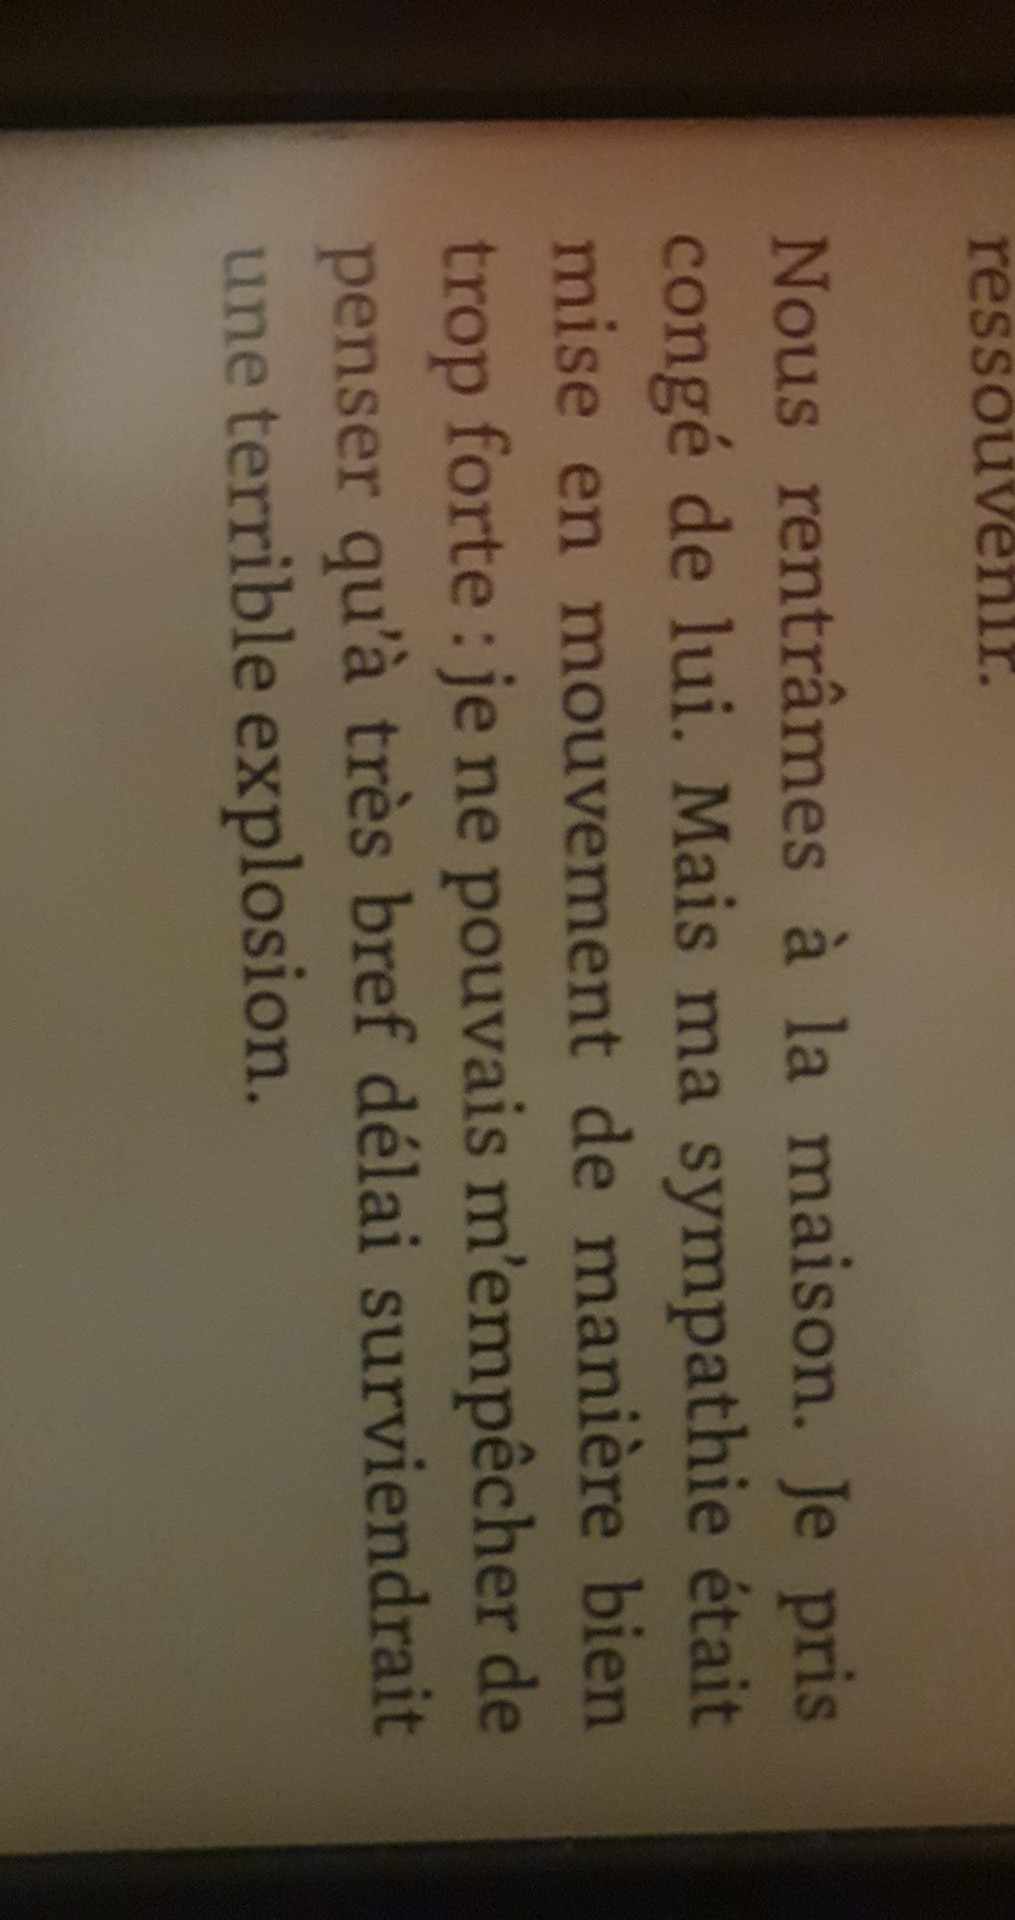 ressouvenir.
Nous rentrâmes à la maison. Je pris
congé de lui. Mais ma sympathie était
mise en mouvement de manière bien
trop forte : je ne pouvais m'empêcher de
penser qu'à très bref délai surviendrait
une terrible explosion.